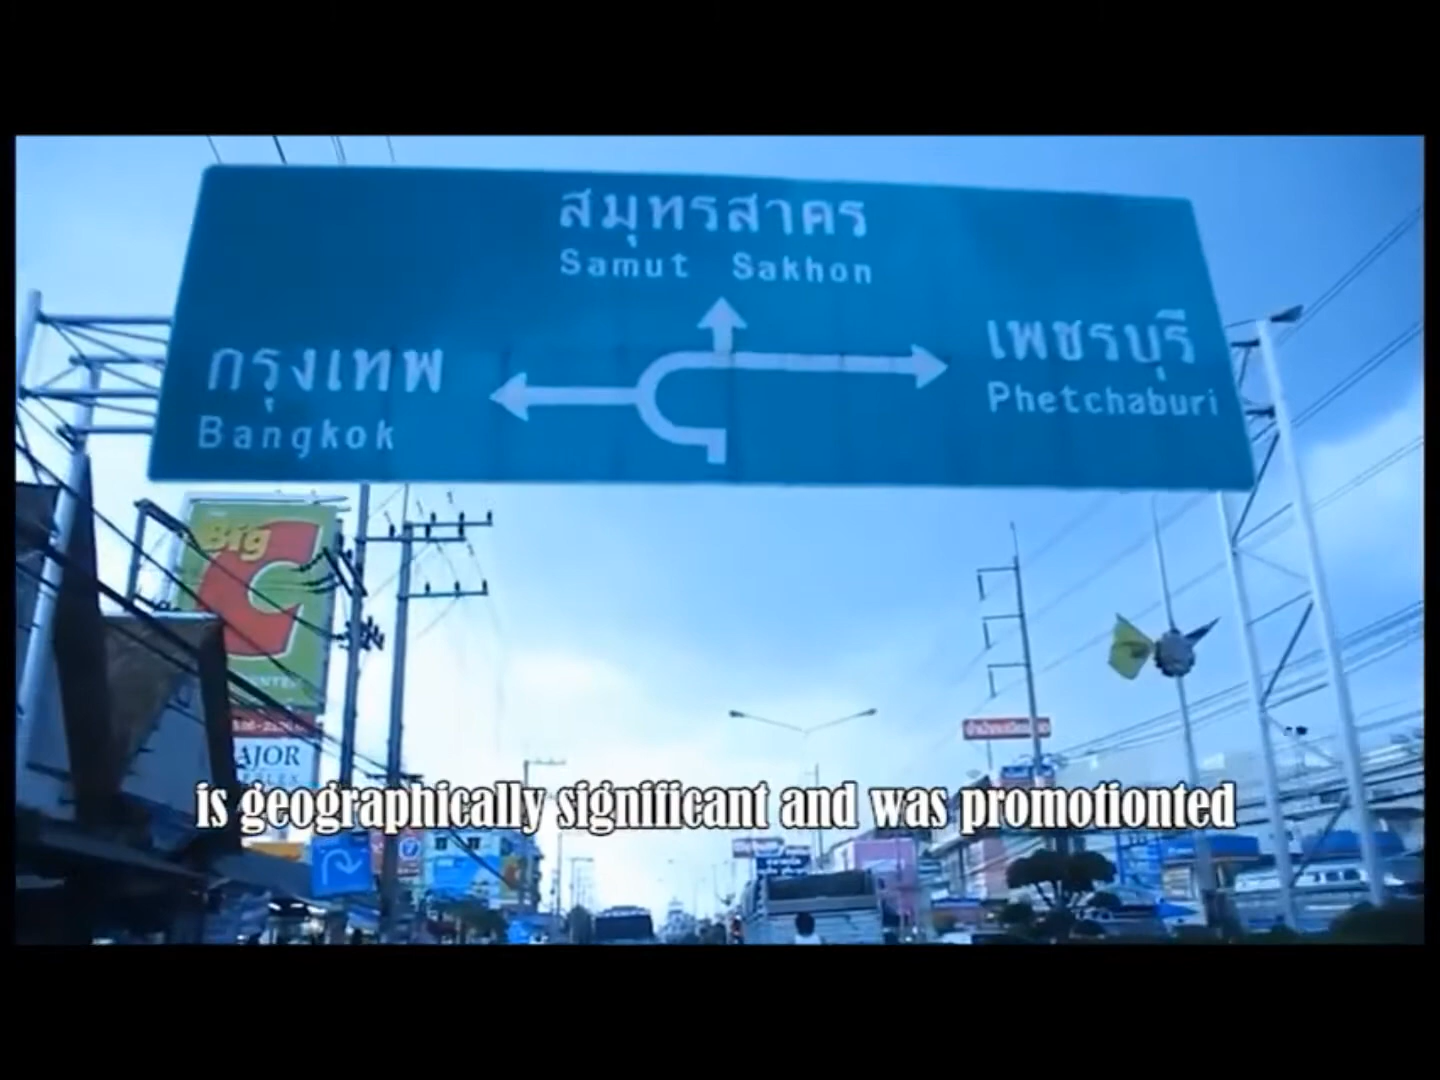 สมุทรสาคร
Samut Sakhon
กรุงเทพ
Bangkok
เพชรบุรี
Phetchaburi
Big
C
AJOR
is geographically significant and was promotionted